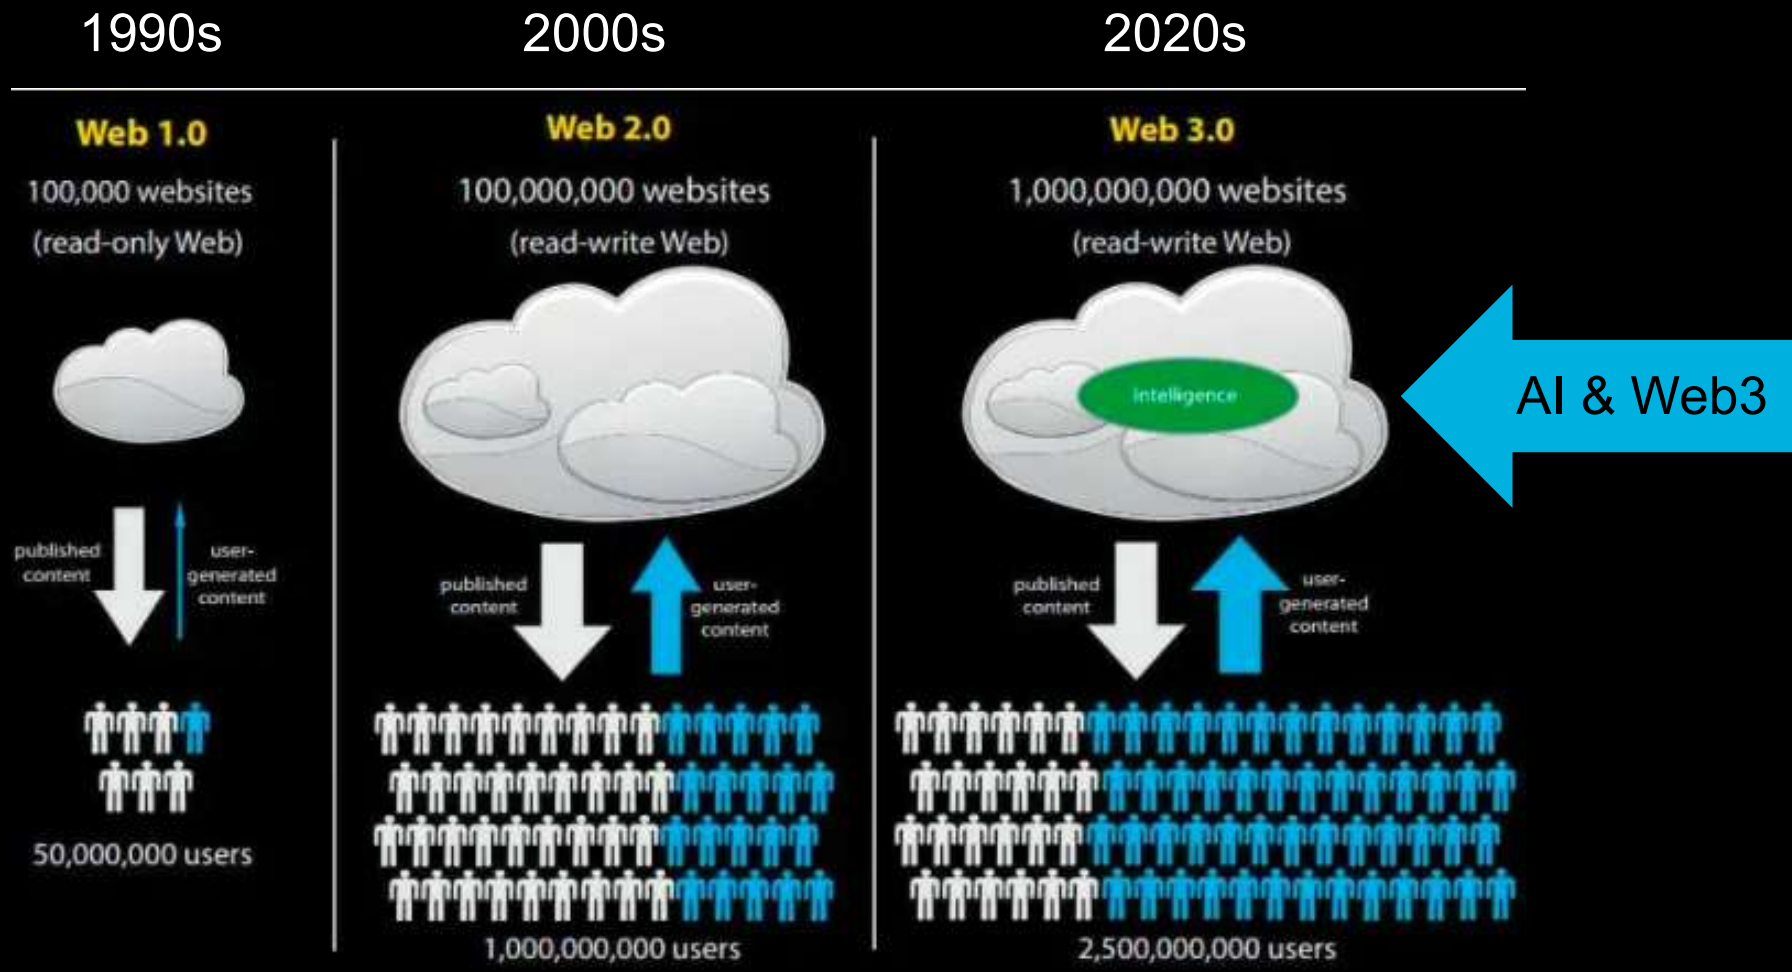 1990s
2000s
2020s
Web 1.0
100,000 websites
(read-only Web)
published
content
user-
generated
content
50,000,000 users
Web 2.0
100,000,000 websites
(read-write Web)
published
content
user-
generated
content
1,000,000,000 users
Web 3.0
1,000,000,000 websites
(read-write Web)
intelligence
published
content
user-
generated
content
2,500,000,000 users
AI & Web3